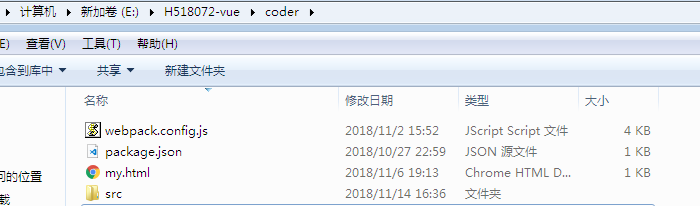 计算机 新加卷 (E:) H518072-vue coder
E) 查看(V) 工具(T) 帮助(H)
包含到库中 共享 新建文件夹
名称 修改日期 类型 大小
webpack.config.js 2018/11/2 15:52 JScript Script 文件 4 KB
package.json 2018/10/27 22:59 JSON 源文件 1 KB
my.html 2018/11/6 19:13 Chrome HTML D... 1 KB
问的位置
src 2018/11/14 16:36 文件夹
载